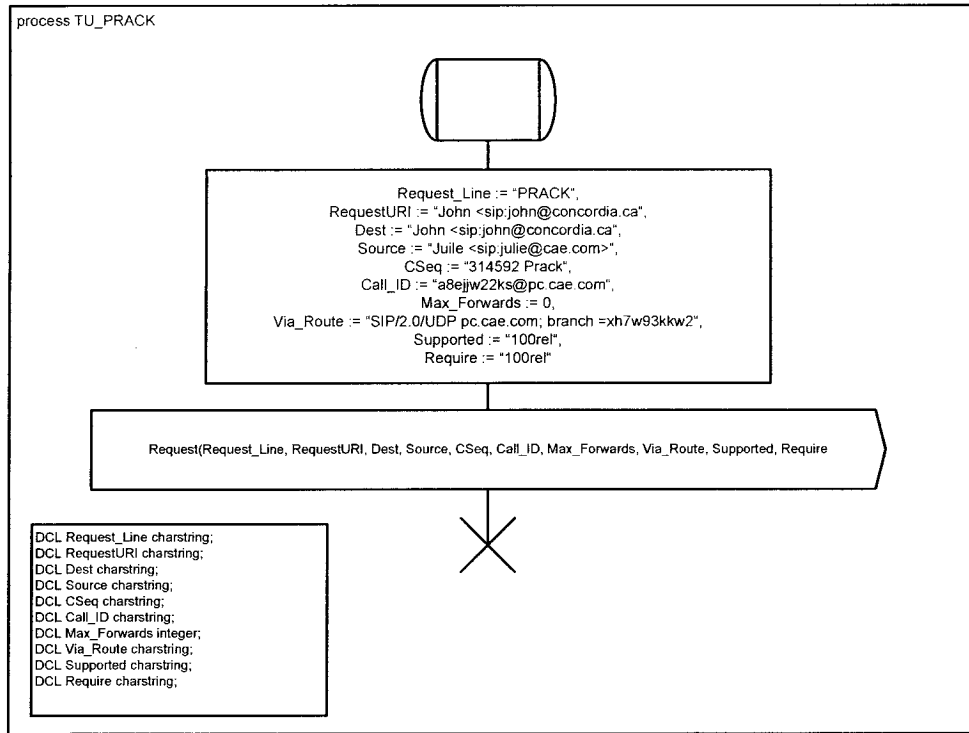 process TU_PRACK
Request_Line := "PRACK",
RequestURI := "John <sip:john@concordia.ca",
Dest := "John <sip:john@concordia.ca",
Source := "Juile <sip:julie@cae.com>",
CSeq := "314592 Prack",
Call_ID := "a8ejjw22ks@pc.cae.com",
Max_Forwards := 0,
Via_Route := "SIP/2.0/UDP pc.cae.com; branch =xh7w93kkw2",
Supported := "100rel",
Require := "100rel"
Request(Request_Line, RequestURI, Dest, Source, CSeq, Call_ID, Max_Forwards, Via_Route, Supported, Require
DCL Request_Line charstring;
DCL RequestURI charstring;
DCL Dest charstring;
DCL Source charstring;
DCL CSeq charstring;
DCL Call_ID charstring;
DCL Max_Forwards integer;
DCL Via_Route charstring;
DCL Supported charstring;
DCL Require charstring;